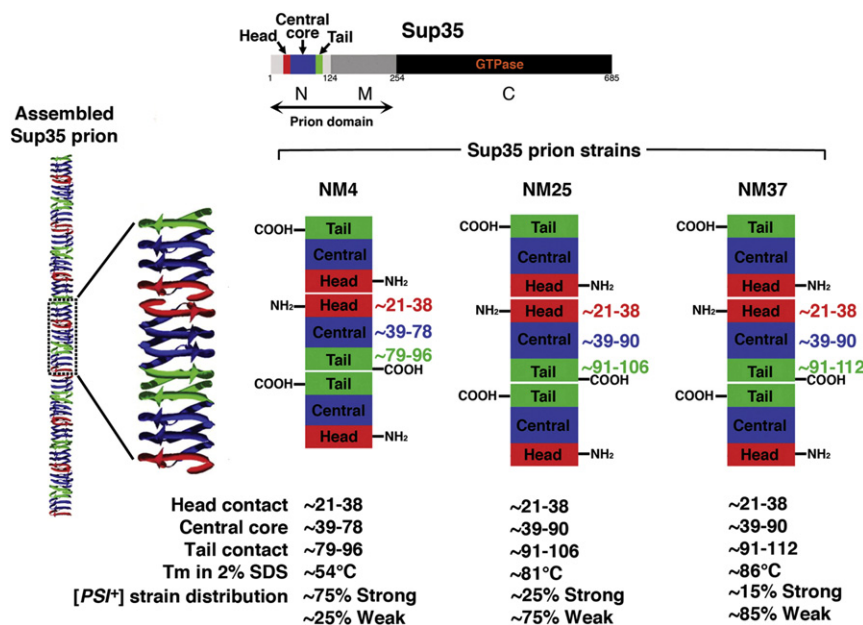 Sup35
Central
core
Head
Tail
GTPase
1
124
254
685
N
M
C
Prion domain
Assembled
Sup35 prion
Sup35 prion strains
NM4
NM25
NM37
COOH
Tail
Central
Head
NH₂
NH₂
Head
~21-38
Central
~39-78
Tail
~79-96
COOH
COOH
Tail
Central
Head
NH₂
COOH
Tail
Central
Head
NH₂
NH₂
Head
~21-38
Central
~39-90
Tail
~91-106
COOH
COOH
Tail
Central
Head
NH₂
COOH
Tail
Central
Head
NH₂
NH₂
Head
~21-38
Central
~39-90
Tail
~91-112
COOH
COOH
Tail
Central
Head
NH₂
Head contact ~21-38 ~21-38 ~21-38
Central core ~39-78 ~39-90 ~39-90
Tail contact ~79-96 ~91-106 ~91-112
Tm in 2% SDS ~54°C ~81°C ~86°C
[PSI⁺] strain distribution ~75% Strong ~25% Strong ~15% Strong
~25% Weak ~75% Weak ~85% Weak